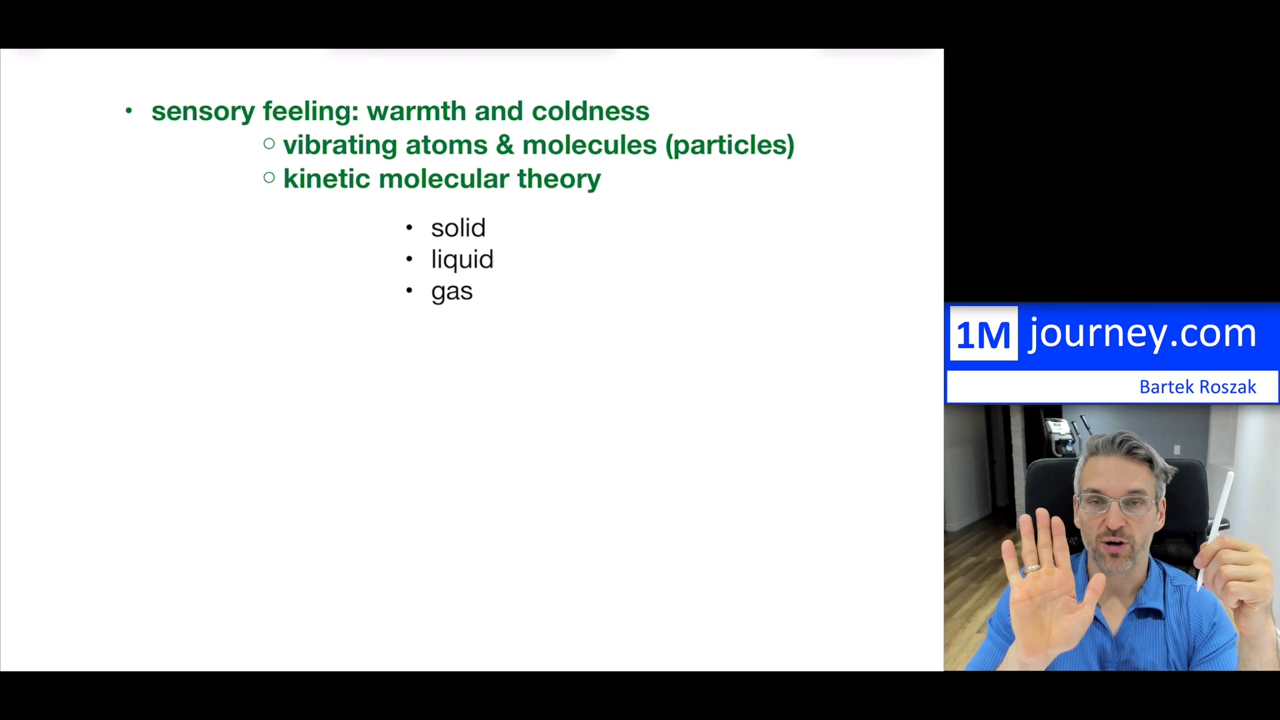 • sensory feeling: warmth and coldness
○ vibrating atoms & molecules (particles)
○ kinetic molecular theory
• solid
• liquid
• gas
1M journey.com
Bartek Roszak